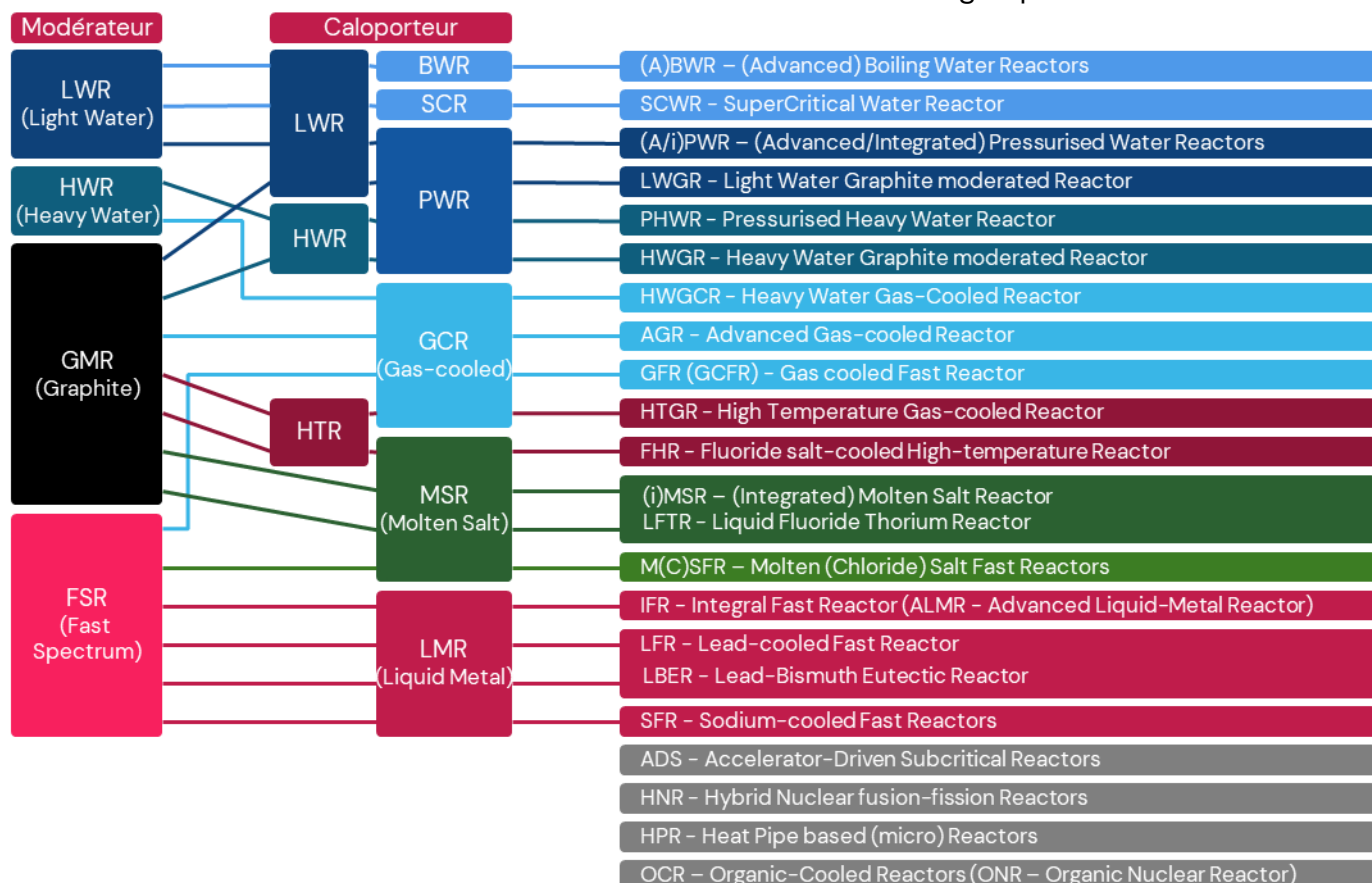 Modérateur
Caloporteur
LWR
(Light Water)
HWR
(Heavy Water)
GMR
(Graphite)
FSR
(Fast
Spectrum)
LWR
HWR
HTR
BWR
SCR
PWR
GCR
(Gas-cooled)
MSR
(Molten Salt)
LMR
(Liquid Metal)
(A)BWR – (Advanced) Boiling Water Reactors
SCWR - SuperCritical Water Reactor
(A/i)PWR – (Advanced/Integrated) Pressurised Water Reactors
LWGR - Light Water Graphite moderated Reactor
PHWR - Pressurised Heavy Water Reactor
HWGR - Heavy Water Graphite moderated Reactor
HWGCR - Heavy Water Gas-Cooled Reactor
AGR - Advanced Gas-cooled Reactor
GFR (GCFR) - Gas cooled Fast Reactor
HTGR - High Temperature Gas-cooled Reactor
FHR - Fluoride salt-cooled High-temperature Reactor
(i)MSR – (Integrated) Molten Salt Reactor
LFTR - Liquid Fluoride Thorium Reactor
M(C)SFR – Molten (Chloride) Salt Fast Reactors
IFR - Integral Fast Reactor (ALMR - Advanced Liquid-Metal Reactor)
LFR - Lead-cooled Fast Reactor
LBER - Lead-Bismuth Eutectic Reactor
SFR - Sodium-cooled Fast Reactors
ADS - Accelerator-Driven Subcritical Reactors
HNR - Hybrid Nuclear fusion-fission Reactors
HPR - Heat Pipe based (micro) Reactors
OCR – Organic-Cooled Reactors (ONR – Organic Nuclear Reactor)